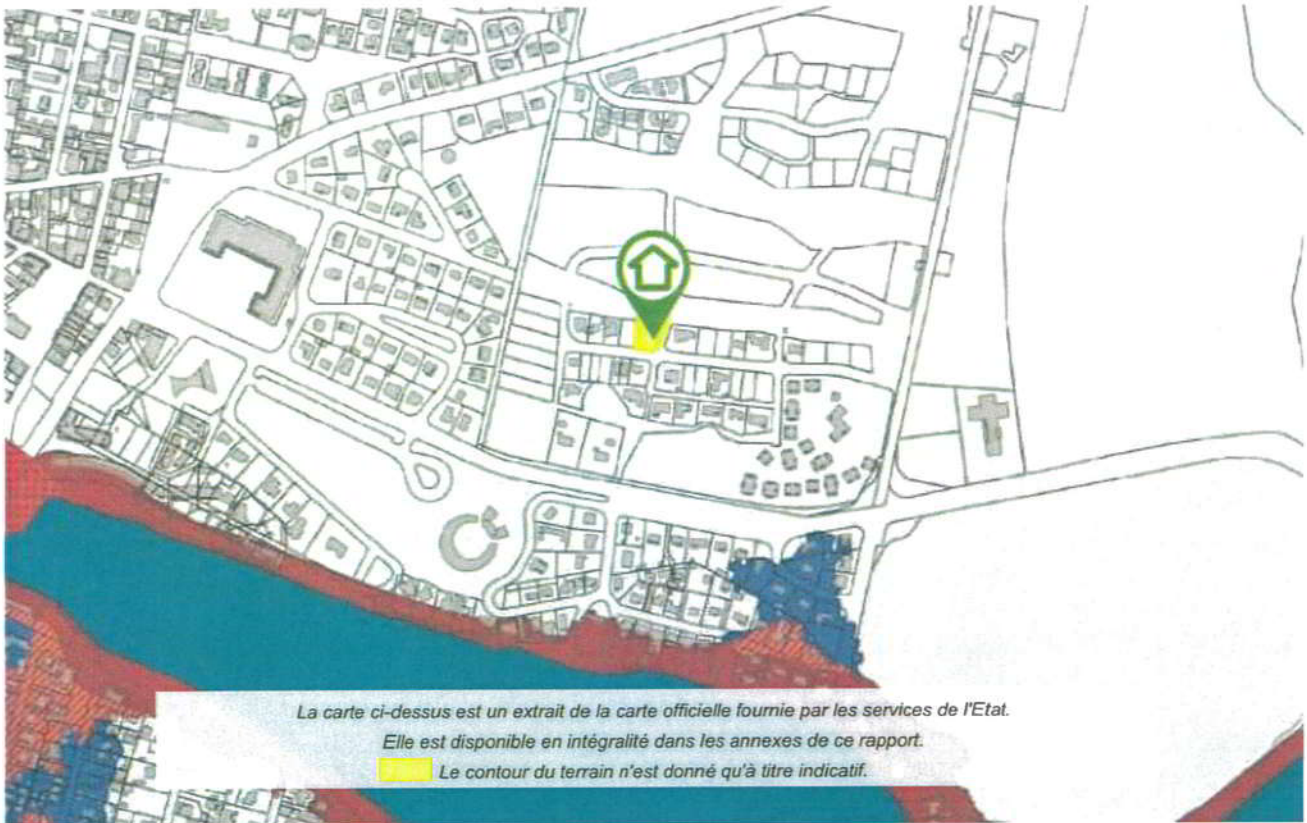 La carte ci-dessus est un extrait de la carte officielle fournie par les services de l'Etat.
Elle est disponible en intégralité dans les annexes de ce rapport.
Le contour du terrain n'est donné qu'à titre indicatif.